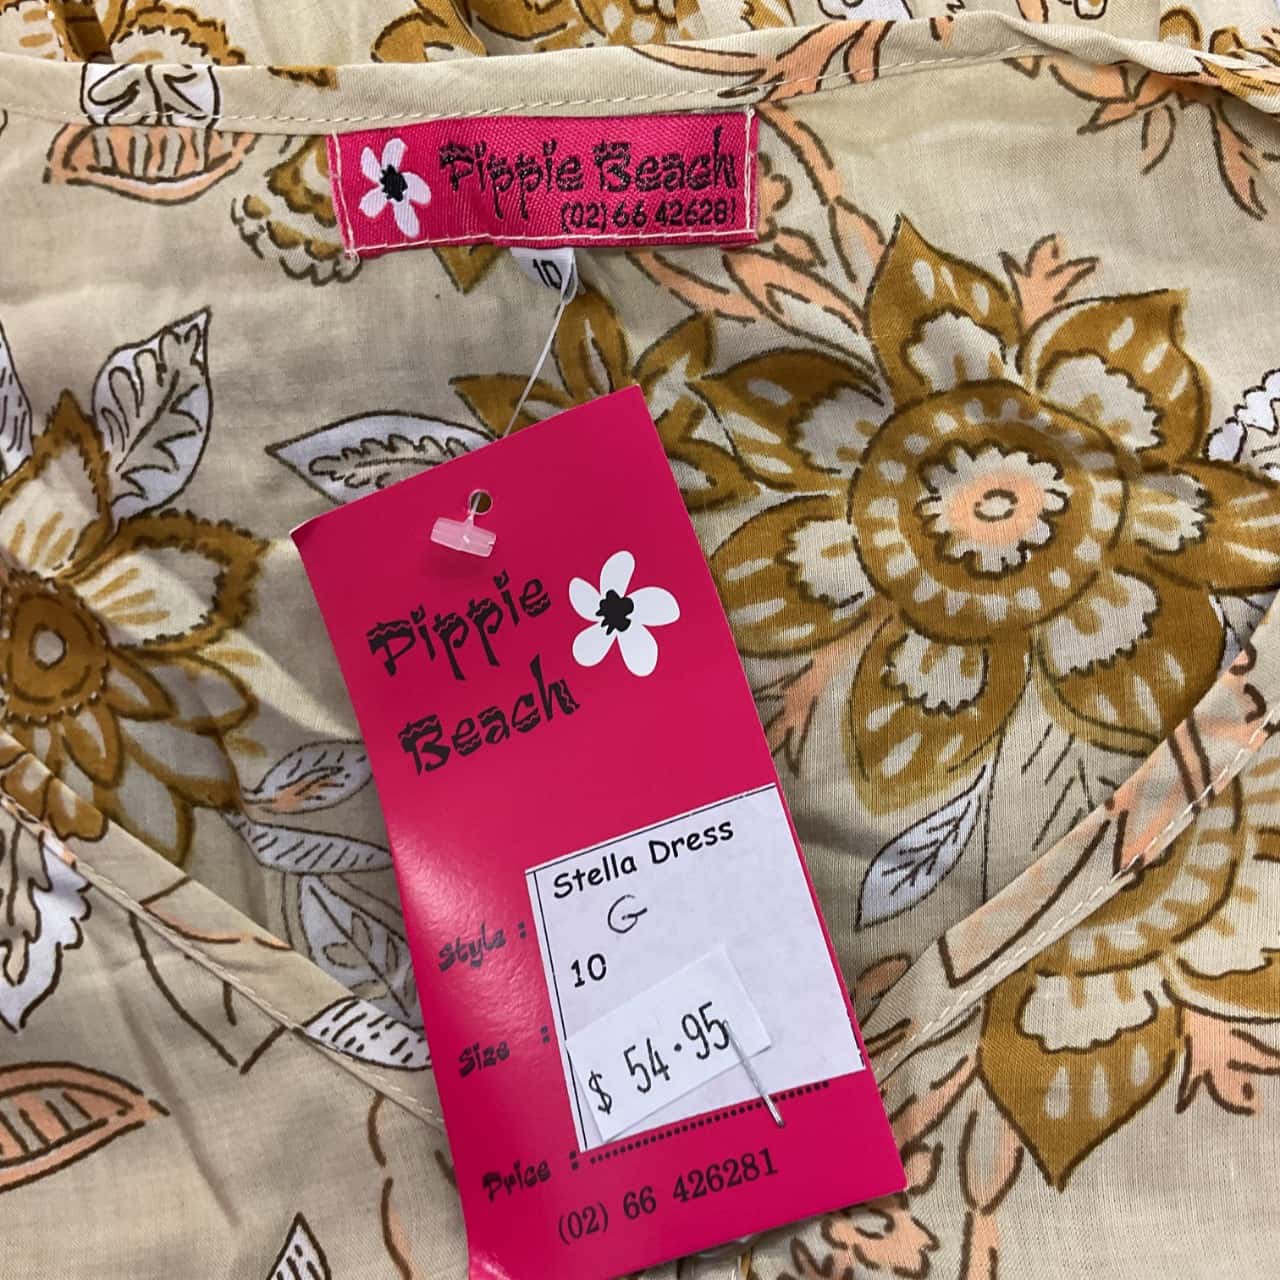 Pippie Beach
(02) 66 426281
10
Pippie
Beach
Style : Stella Dress
G
Size : 10
Price : $ 54.95
(02) 66 426281